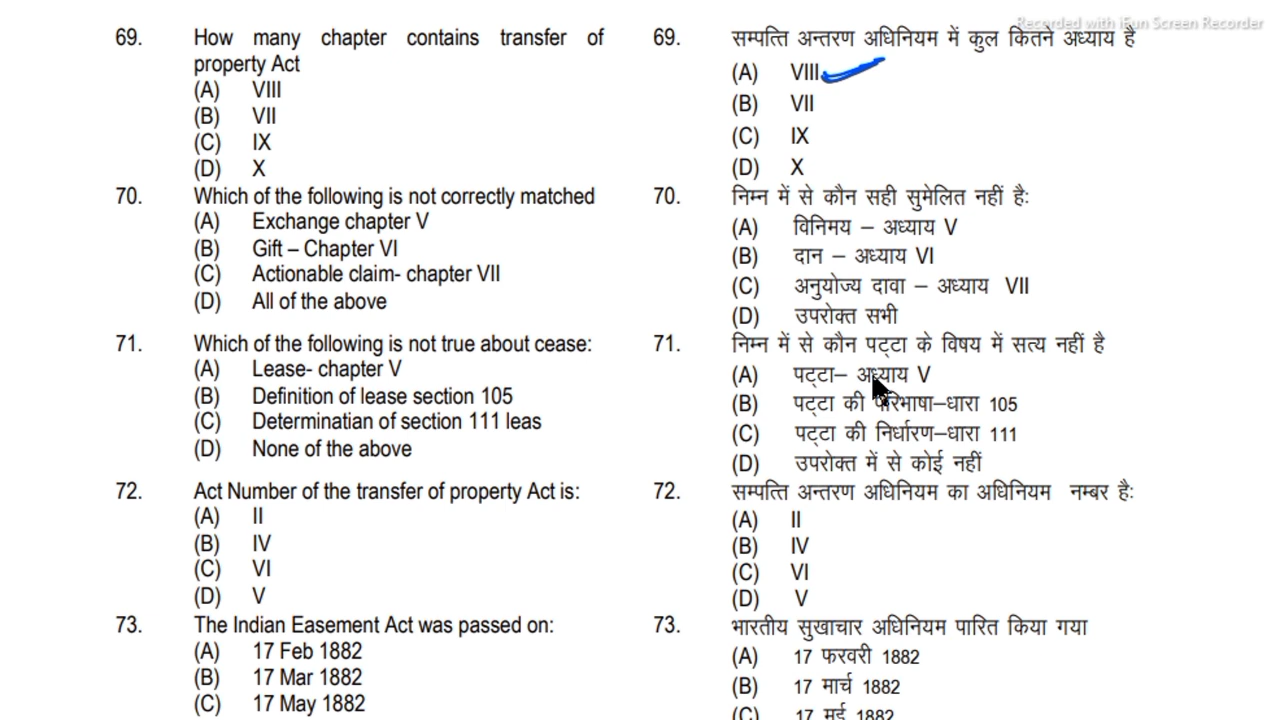 Recorded with iFun Screen Recorder
69. How many chapter contains transfer of
property Act
(A) VIII
(B) VII
(C) IX
(D) X
70. Which of the following is not correctly matched
(A) Exchange chapter V
(B) Gift – Chapter VI
(C) Actionable claim- chapter VII
(D) All of the above
71. Which of the following is not true about cease:
(A) Lease- chapter V
(B) Definition of lease section 105
(C) Determinatian of section 111 leas
(D) None of the above
72. Act Number of the transfer of property Act is:
(A) II
(B) IV
(C) VI
(D) V
73. The Indian Easement Act was passed on:
(A) 17 Feb 1882
(B) 17 Mar 1882
(C) 17 May 1882
69. सम्पत्ति अन्तरण अधिनियम में कुल कितने अध्याय है
(A) VIII
(B) VII
(C) IX
(D) X
70. निम्न में से कौन सही सुमेलित नहीं है:
(A) विनिमय – अध्याय V
(B) दान – अध्याय VI
(C) अनुयोज्य दावा – अध्याय VII
(D) उपरोक्त सभी
71. निम्न में से कौन पट्टा के विषय में सत्य नहीं है
(A) पट्टा– अध्याय V
(B) पट्टा की परिभाषा–धारा 105
(C) पट्टा की निर्धारण–धारा 111
(D) उपरोक्त में से कोई नहीं
72. सम्पत्ति अन्तरण अधिनियम का अधिनियम नम्बर है:
(A) II
(B) IV
(C) VI
(D) V
73. भारतीय सुखाचार अधिनियम पारित किया गया
(A) 17 फरवरी 1882
(B) 17 मार्च 1882
(C) 17 मई 1882